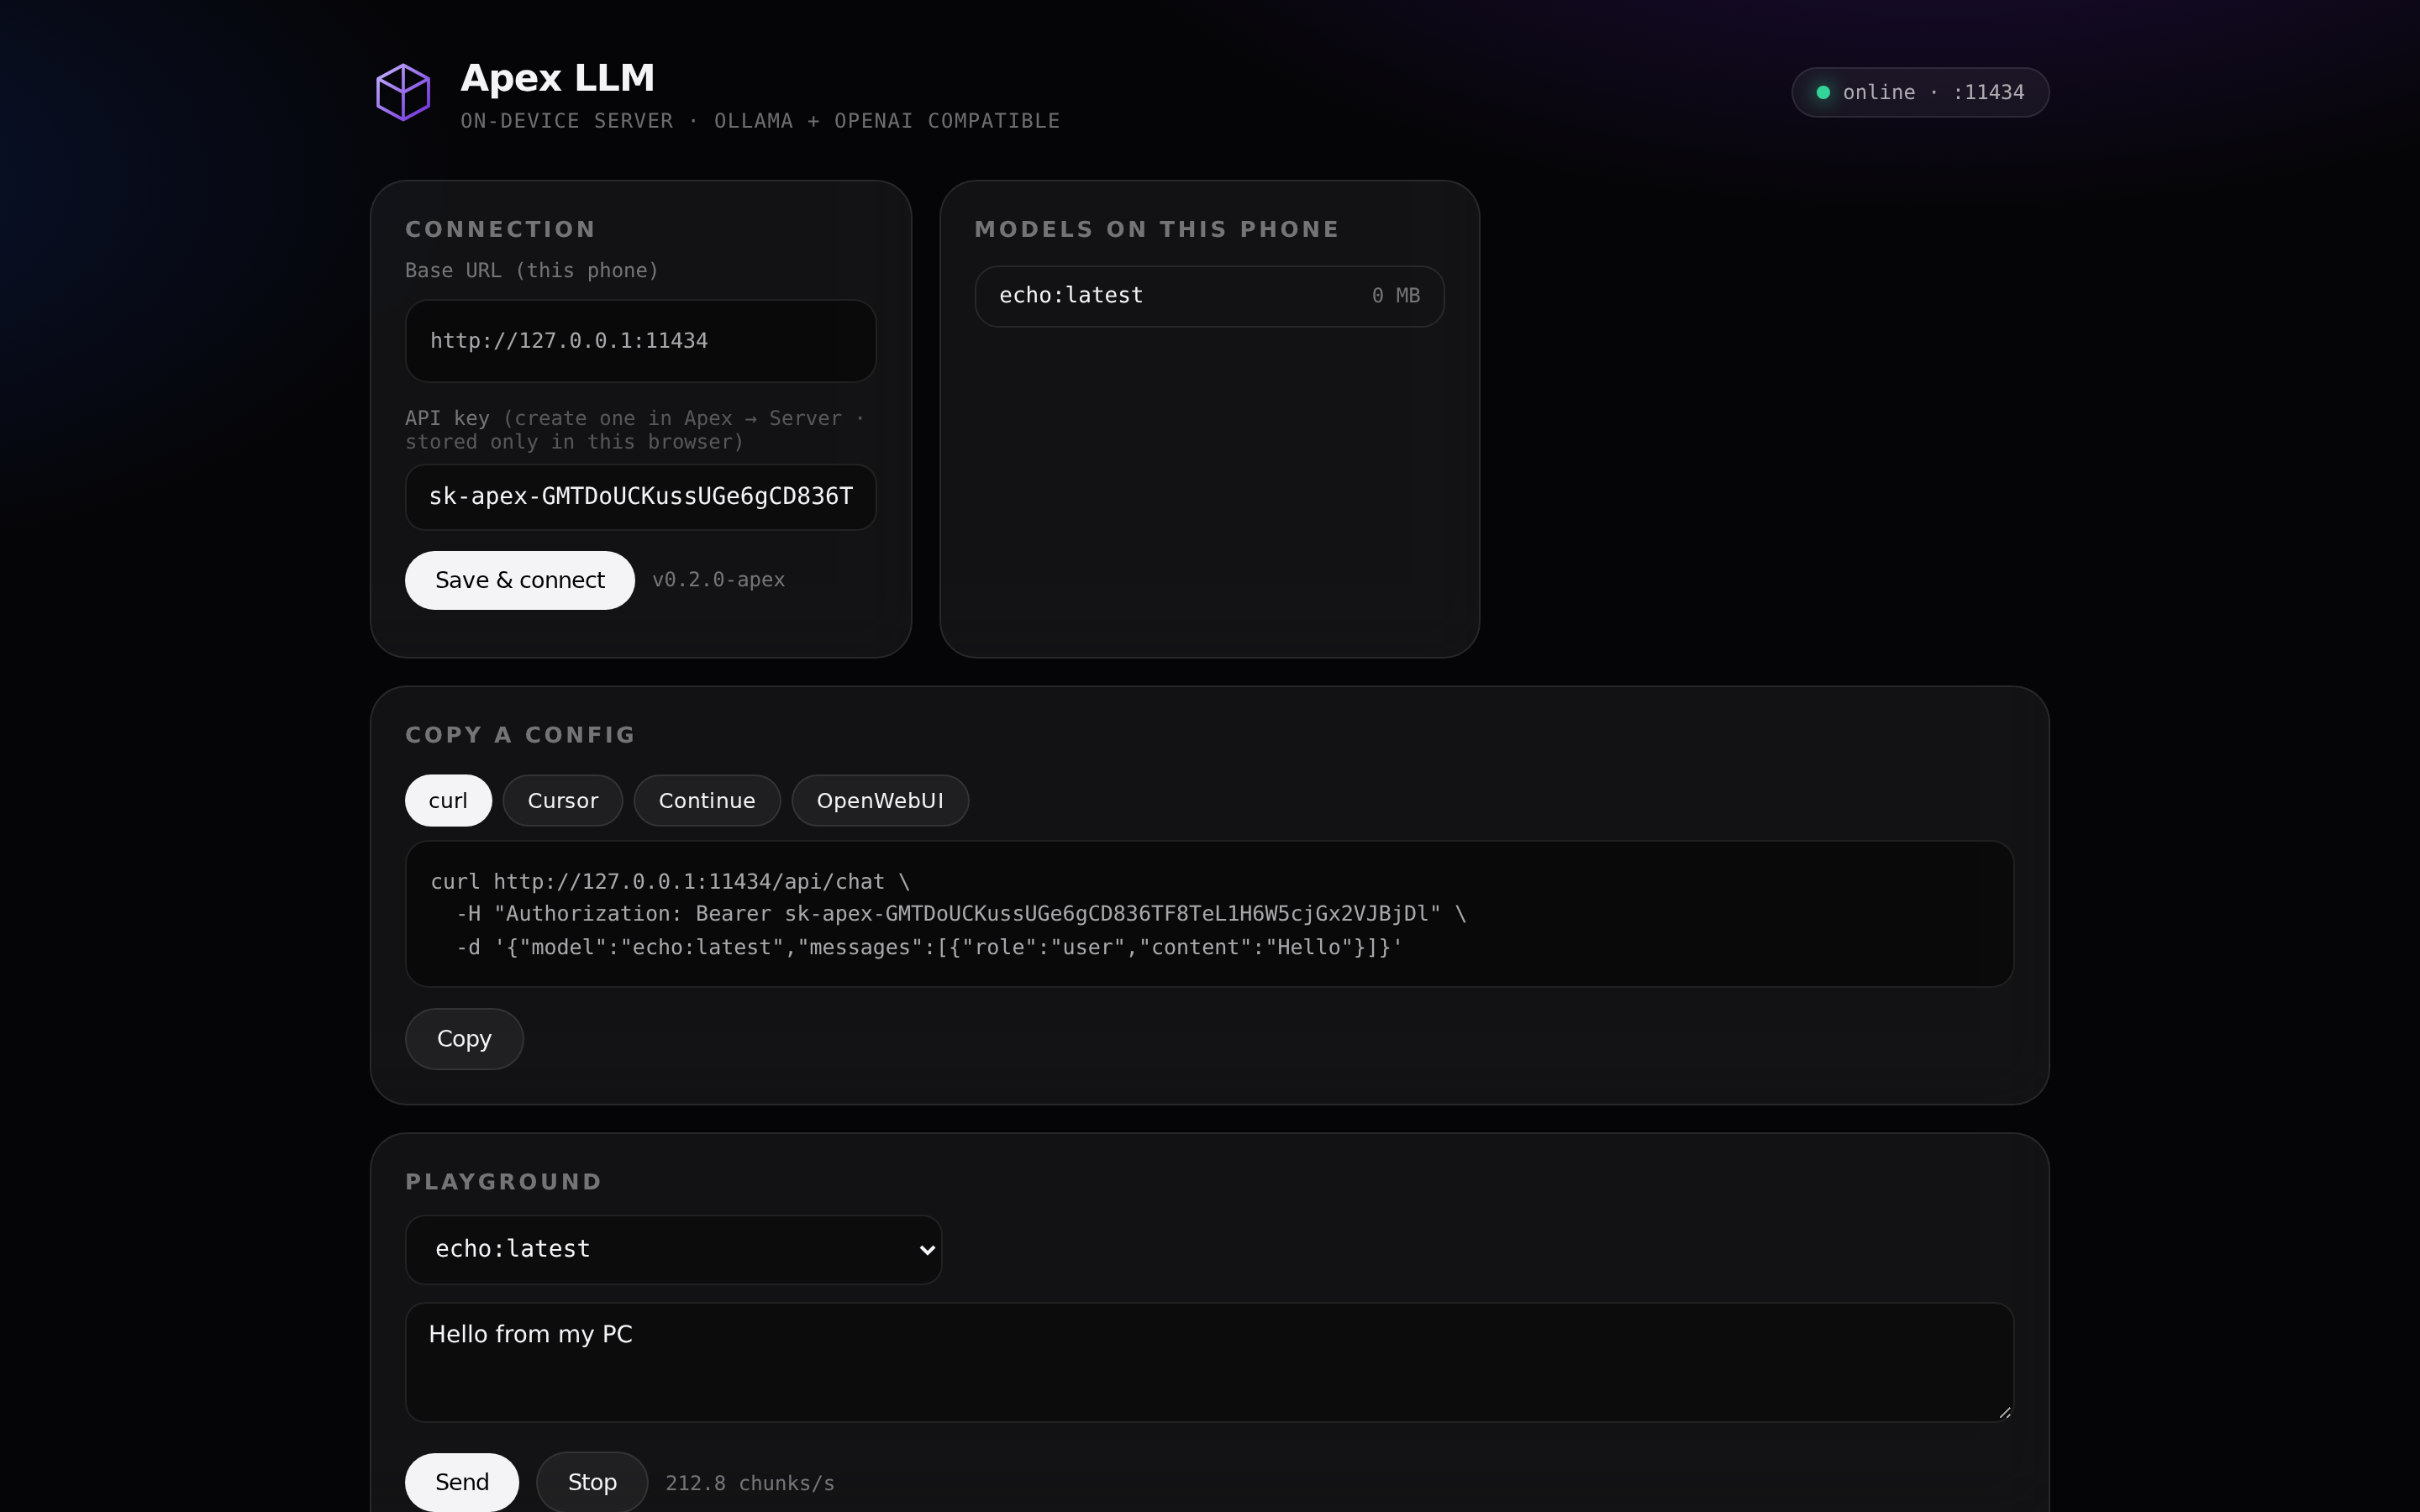 Apex LLM
ON-DEVICE SERVER · OLLAMA + OPENAI COMPATIBLE
online · :11434
CONNECTION
Base URL (this phone)
http://127.0.0.1:11434
API key (create one in Apex → Server ·
stored only in this browser)
sk-apex-GMTDoUCKussUGe6gCD836T
Save & connect
v0.2.0-apex
MODELS ON THIS PHONE
echo:latest
0 MB
COPY A CONFIG
curl
Cursor
Continue
OpenWebUI
curl http://127.0.0.1:11434/api/chat \
  -H "Authorization: Bearer sk-apex-GMTDoUCKussUGe6gCD836TF8TeL1H6W5cjGx2VJBjDl" \
  -d '{"model":"echo:latest","messages":[{"role":"user","content":"Hello"}]}'
Copy
PLAYGROUND
echo:latest
Hello from my PC
Send
Stop
212.8 chunks/s